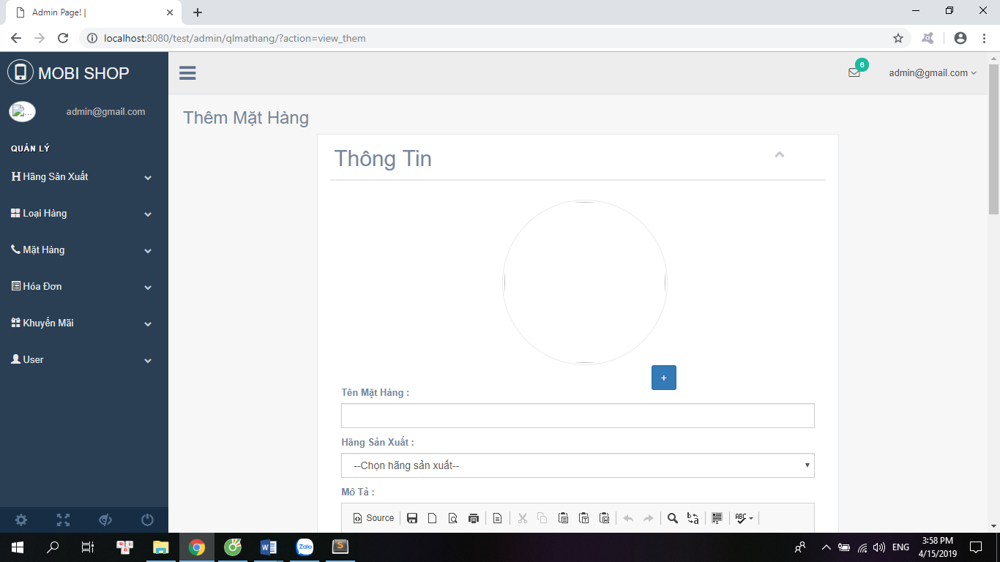 Admin Page! |
localhost:8080/test/admin/qlmathang/?action=view_them
MOBI SHOP
6
admin@gmail.com
admin@gmail.com
Thêm Mặt Hàng
QUẢN LÝ
Hãng Sản Xuất
Loại Hàng
Mặt Hàng
Hóa Đơn
Khuyến Mãi
User
Thông Tin
+
Tên Mặt Hàng :
Hãng Sản Xuất :
--Chọn hãng sản xuất--
Mô Tả :
Source
ABC
Zalo
ENG
3:58 PM
4/15/2019